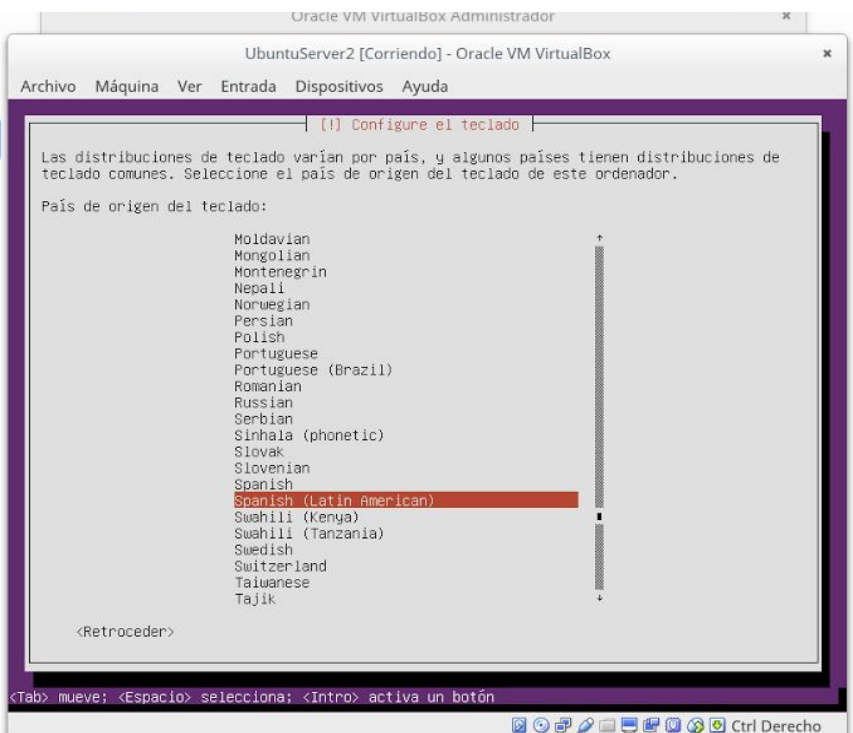 Oracle VM VirtualBox Administrador
UbuntuServer2 [Corriendo] - Oracle VM VirtualBox
Archivo Máquina Ver Entrada Dispositivos Ayuda
[!] Configure el teclado
Las distribuciones de teclado varían por país, y algunos países tienen distribuciones de
teclado comunes. Seleccione el país de origen del teclado de este ordenador.
País de origen del teclado:
Moldavian
Mongolian
Montenegrin
Nepali
Norwegian
Persian
Polish
Portuguese
Portuguese (Brazil)
Romanian
Russian
Serbian
Sinhala (phonetic)
Slovak
Slovenian
Spanish
Spanish (Latin American)
Swahili (Kenya)
Swahili (Tanzania)
Swedish
Switzerland
Taiwanese
Tajik
<Retroceder>
<Tab> mueve; <Espacio> selecciona; <Intro> activa un botón
Ctrl Derecho